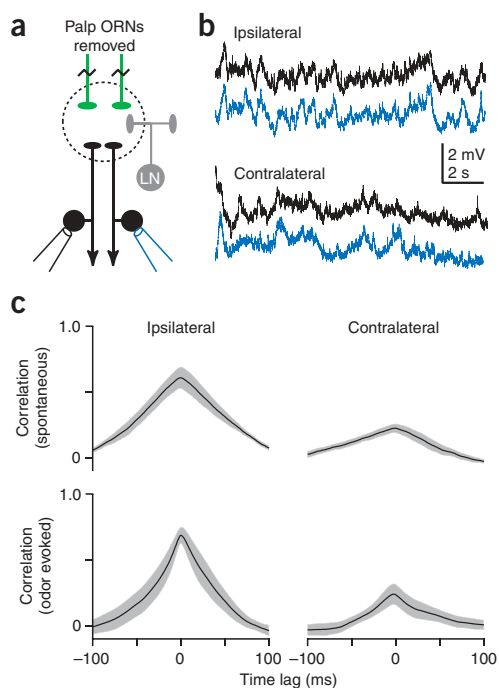 a
Palp ORNs
removed
LN
b
Ipsilateral
2 mV
2 s
Contralateral
c
Ipsilateral
Contralateral
Correlation
(spontaneous)
1.0
0
Correlation
(odor evoked)
1.0
0
–100
0
100
–100
0
100
Time lag (ms)